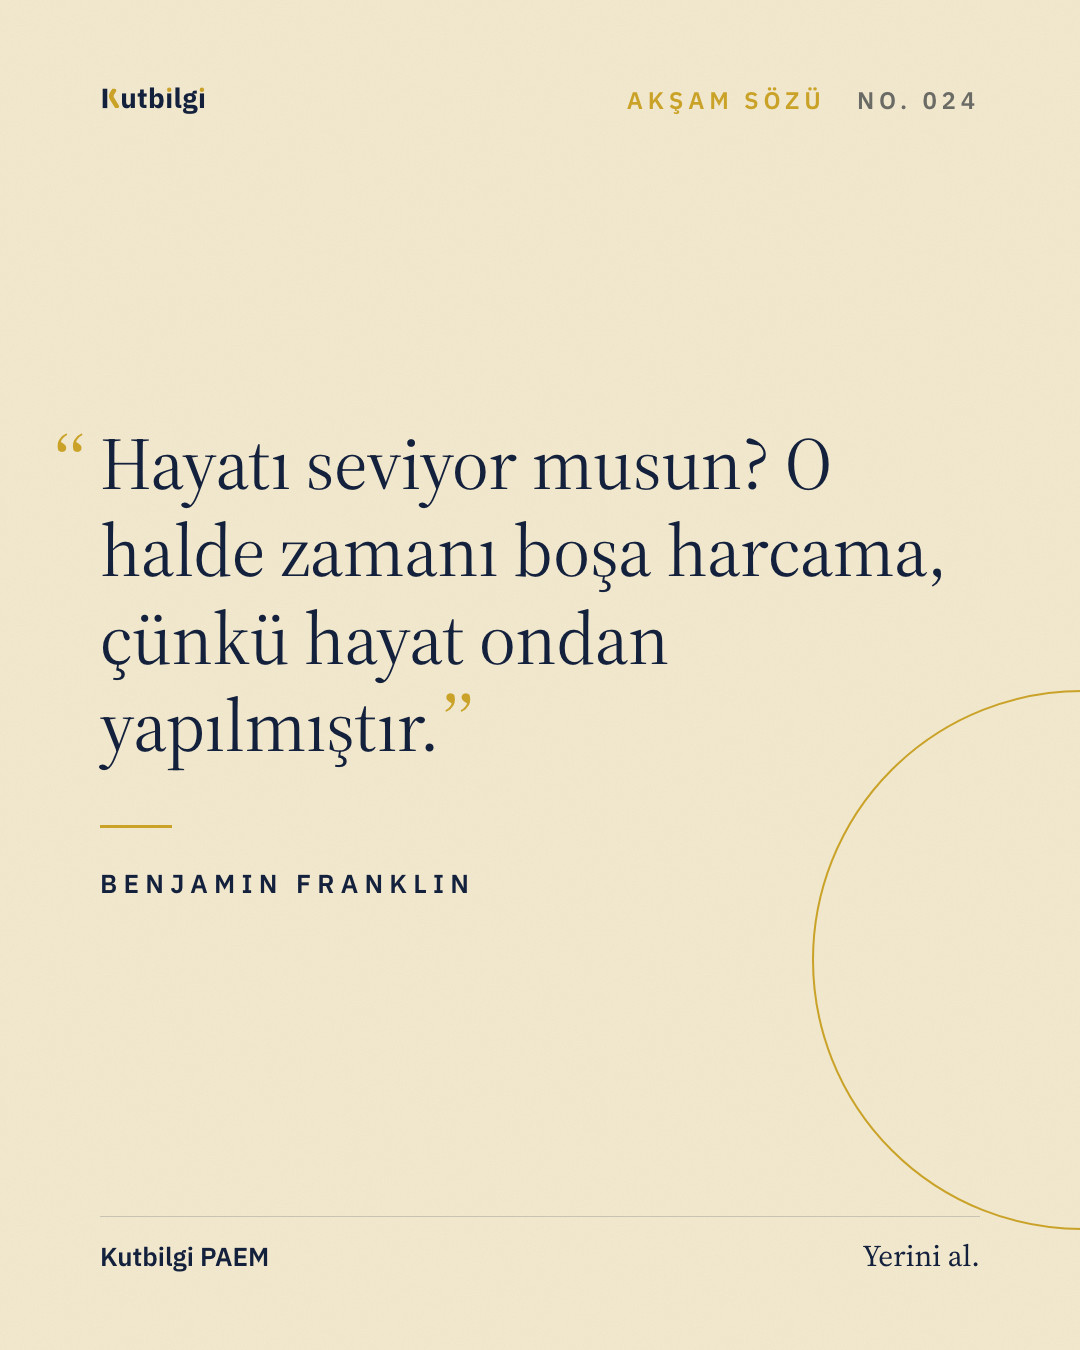 Kutbilgi
AKŞAM SÖZÜ NO. 024
“Hayatı seviyor musun? O
halde zamanı boşa harcama,
çünkü hayat ondan
yapılmıştır.”
BENJAMIN FRANKLIN
Kutbilgi PAEM
Yerini al.